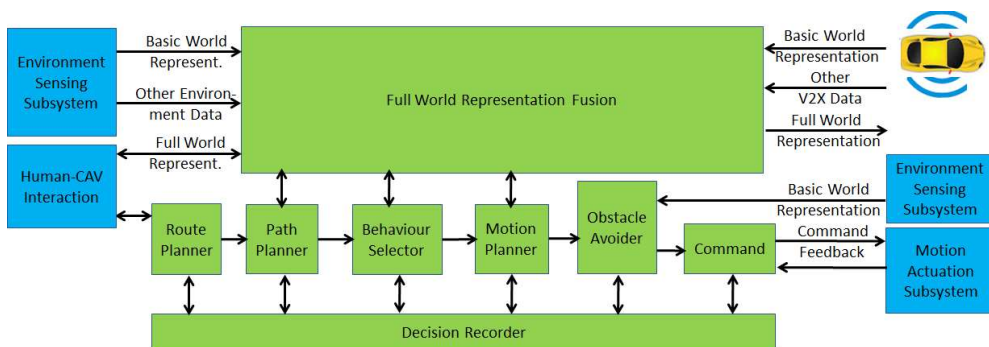 Environment
Sensing
Subsystem
Basic World
Represent.
Other Environ-
ment Data
Full World
Represent.
Human-CAV
Interaction
Full World Representation Fusion
Basic World
Representation
Other
V2X Data
Full World
Representation
Route
Planner
Path
Planner
Behaviour
Selector
Motion
Planner
Obstacle
Avoider
Command
Basic World
Representation
Command
Feedback
Environment
Sensing
Subsystem
Motion
Actuation
Subsystem
Decision Recorder